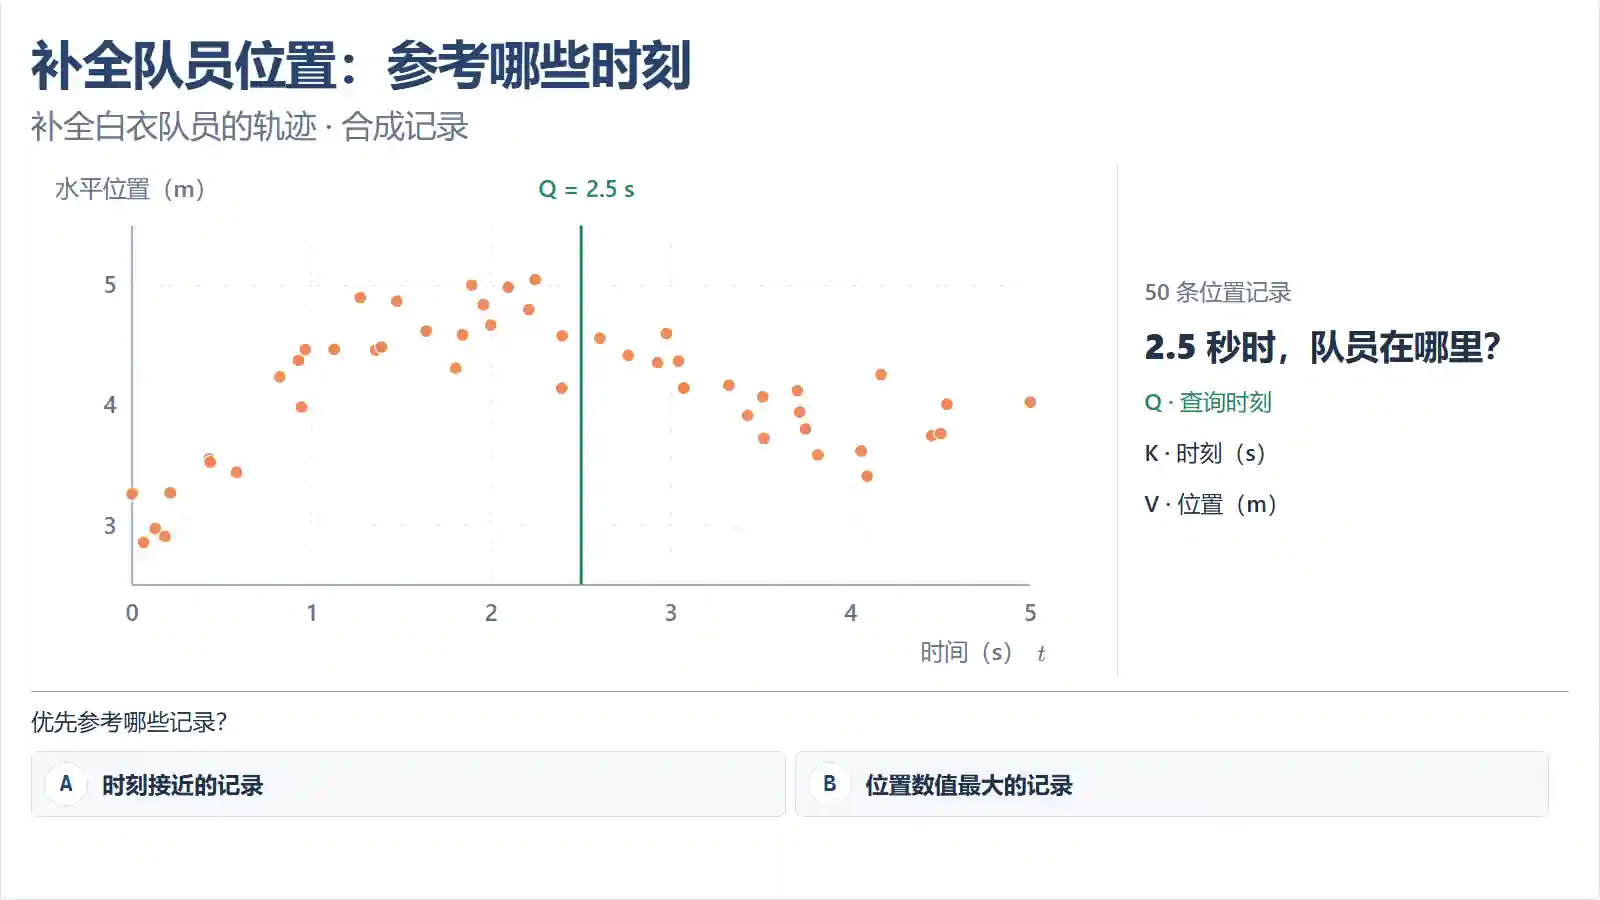 补全队员位置：参考哪些时刻
补全白衣队员的轨迹 · 合成记录
水平位置（m）
Q = 2.5 s
5
4
3
0 1 2 3 4 5
时间（s） t
50 条位置记录
2.5 秒时，队员在哪里？
Q · 查询时刻
K · 时刻（s）
V · 位置（m）
优先参考哪些记录？
A 时刻接近的记录
B 位置数值最大的记录